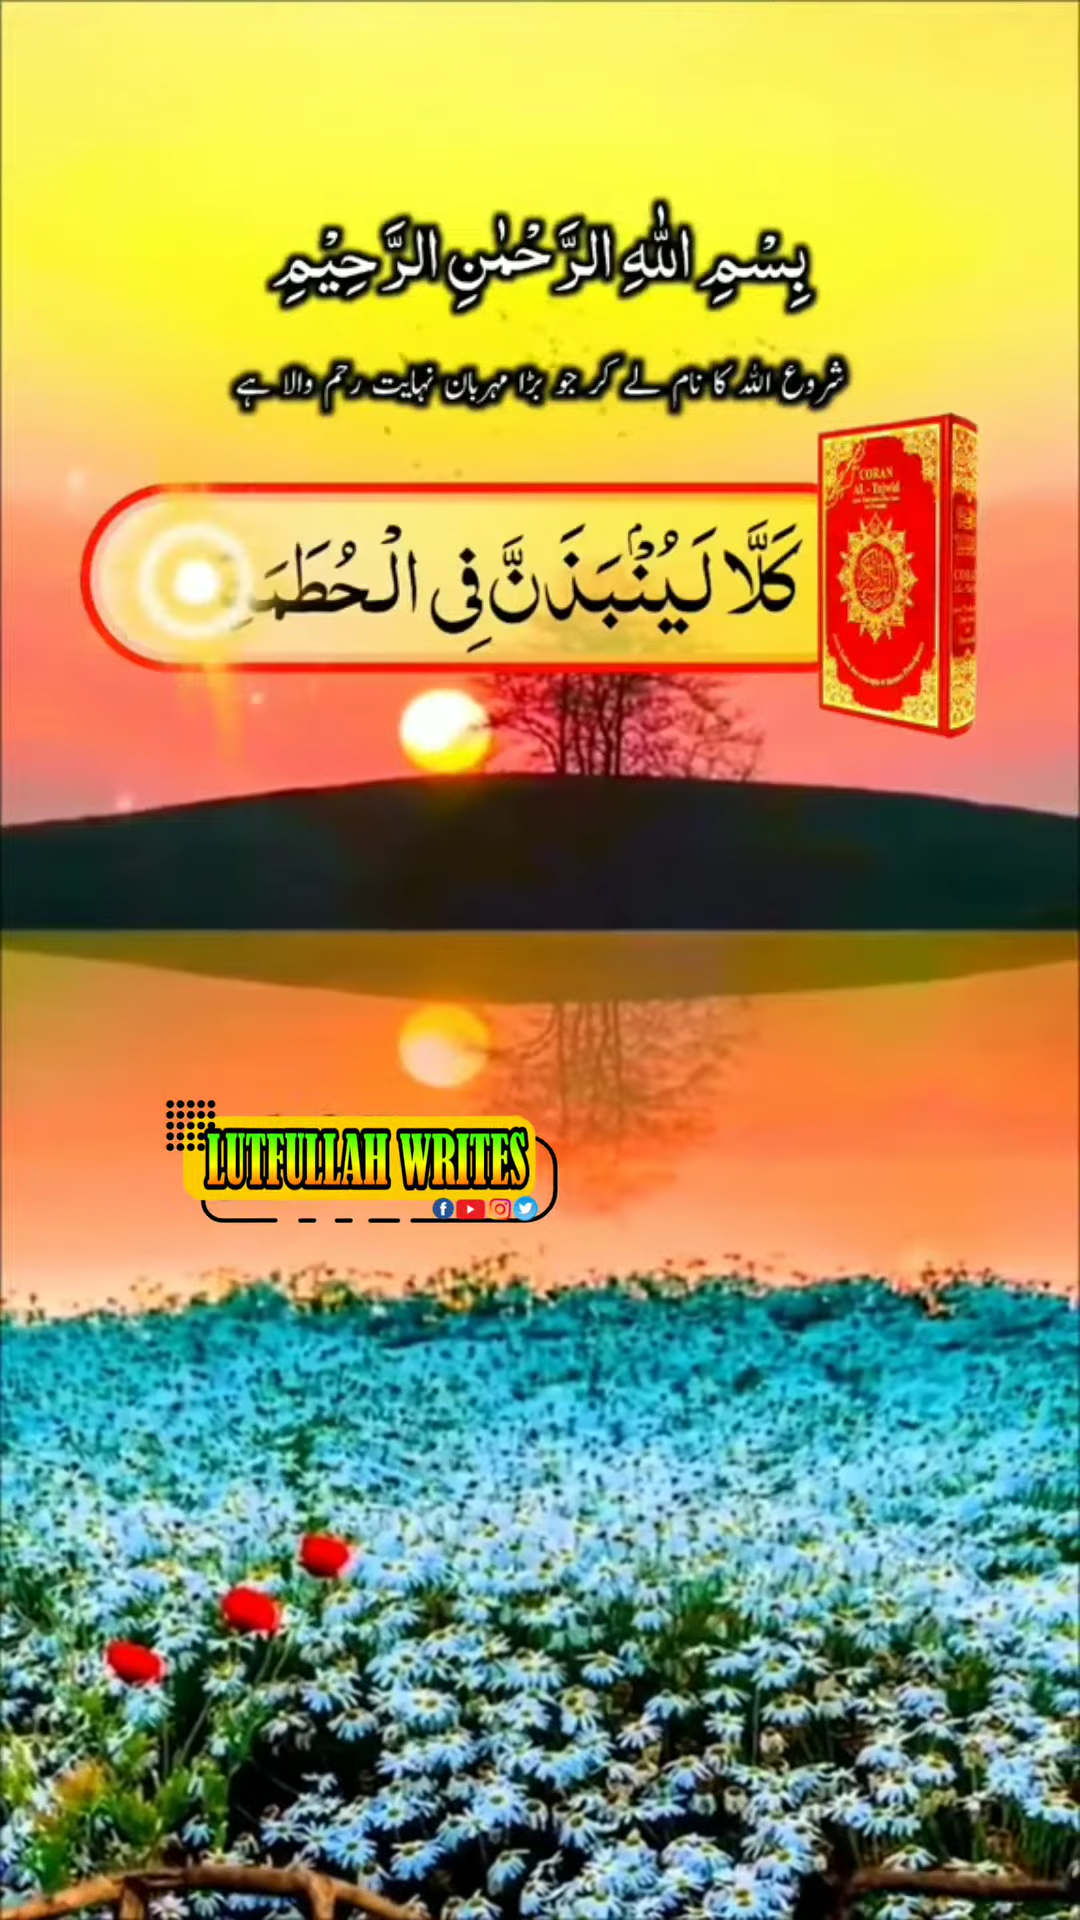 بِسْمِ اللّٰهِ الرَّحْمٰنِ الرَّحِيْمِ
شروع اللہ کا نام لے کر جو بڑا مہربان نہایت رحم والا ہے
كَلَّا لَيُنْۢبَذَنَّ فِى الْحُطَمَةِ
CORAN
AL - Tajwid
LUTFULLAH WRITES